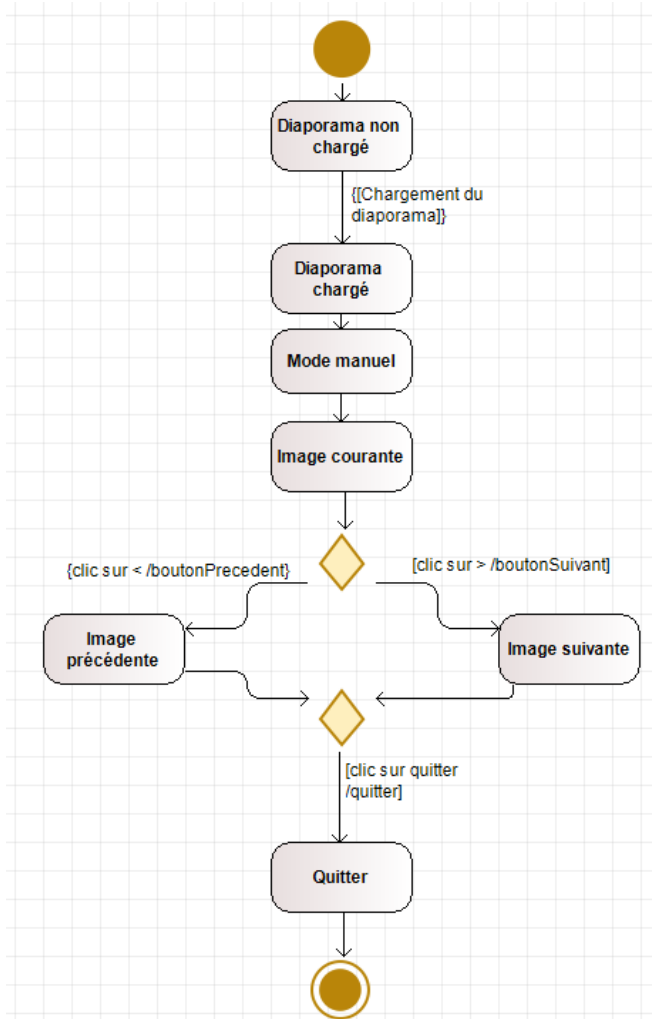 Diaporama non
chargé
{[Chargement du
diaporama]}
Diaporama
chargé
Mode manuel
Image courante
{clic sur < /boutonPrecedent}
[clic sur > /boutonSuivant]
Image
précédente
Image suivante
[clic sur quitter
/quitter]
Quitter